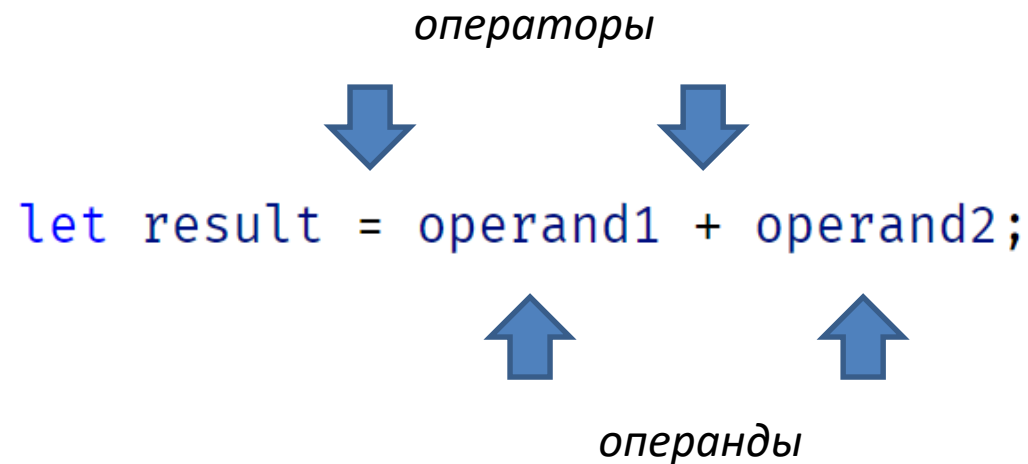 операторы
let result = operand1 + operand2;
операнды